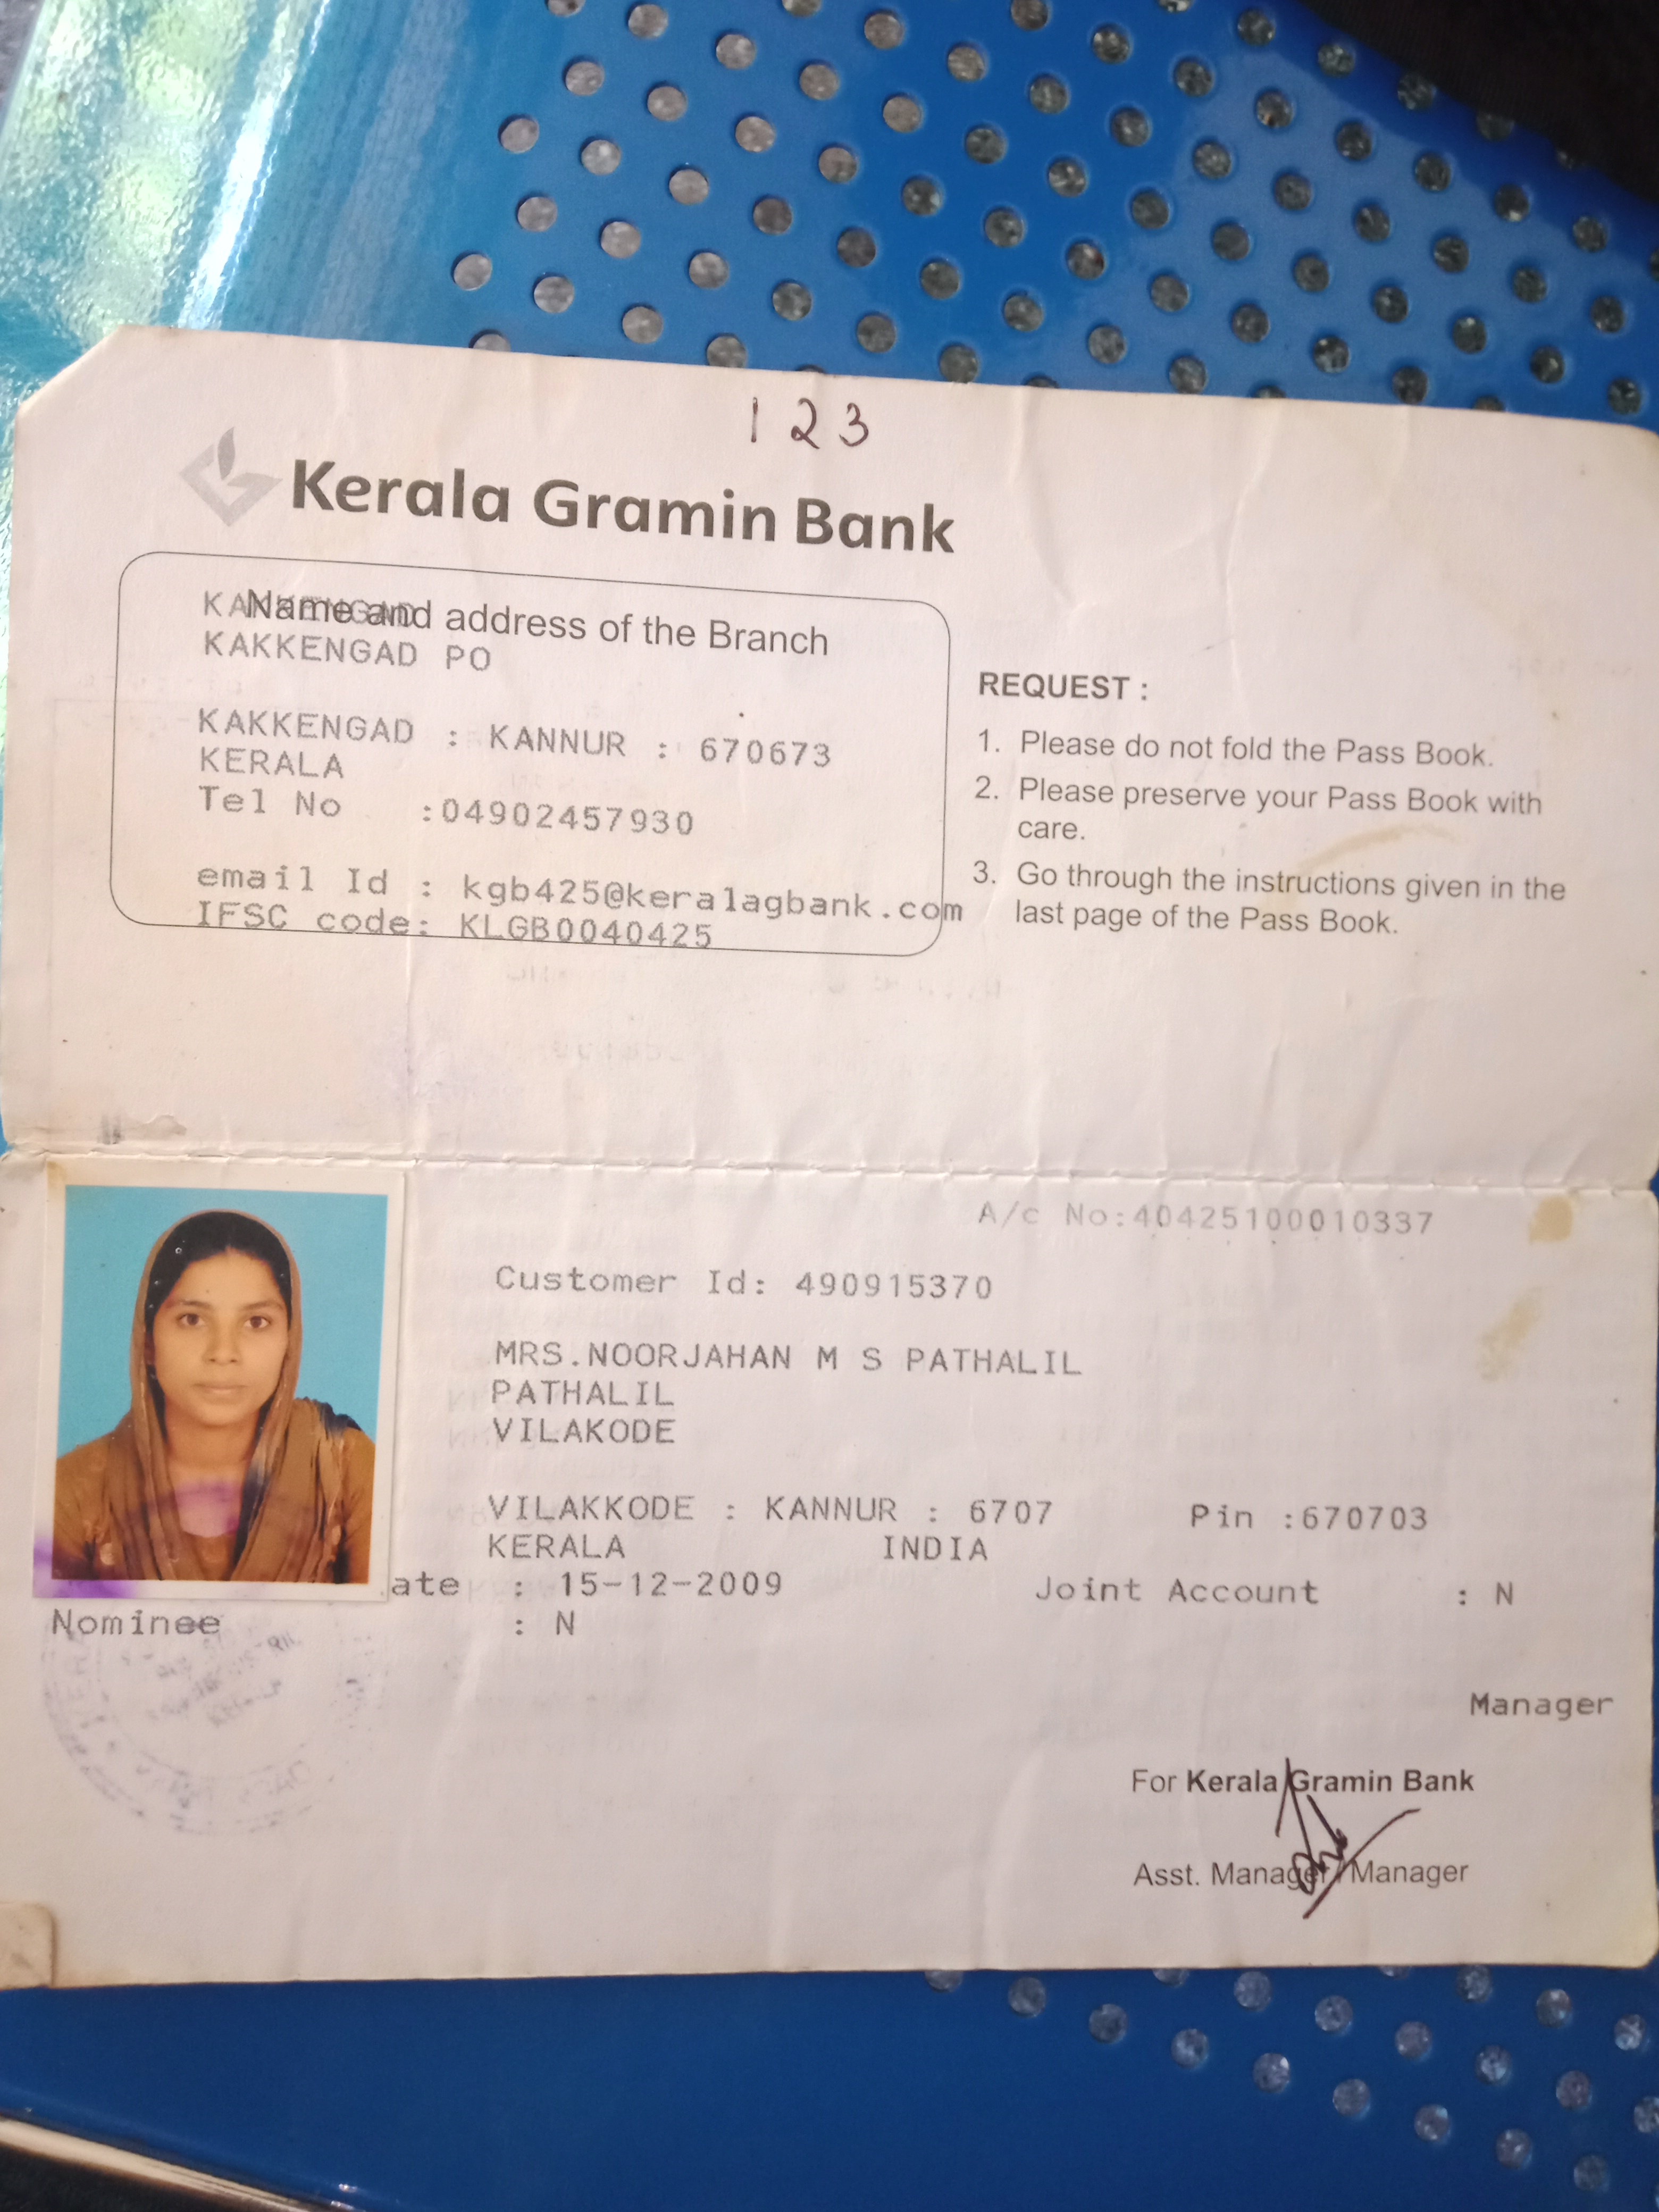 1 2 3
Kerala Gramin Bank
Name and address of the Branch
KAKKENGAD
KAKKENGAD PO
KAKKENGAD : KANNUR : 670673
KERALA
Tel No :04902457930
email Id : kgb425@keralagbank.com
IFSC code: KLGB0040425
REQUEST :
1. Please do not fold the Pass Book.
2. Please preserve your Pass Book with
care.
3. Go through the instructions given in the
last page of the Pass Book.
A/c No:40425100010337
Customer Id: 490915370
MRS.NOORJAHAN M S PATHALIL
PATHALIL
VILAKODE
VILAKKODE : KANNUR : 6707 Pin :670703
KERALA INDIA
ate : 15-12-2009 Joint Account : N
Nominee : N
Manager
For Kerala Gramin Bank
Asst. Manager / Manager